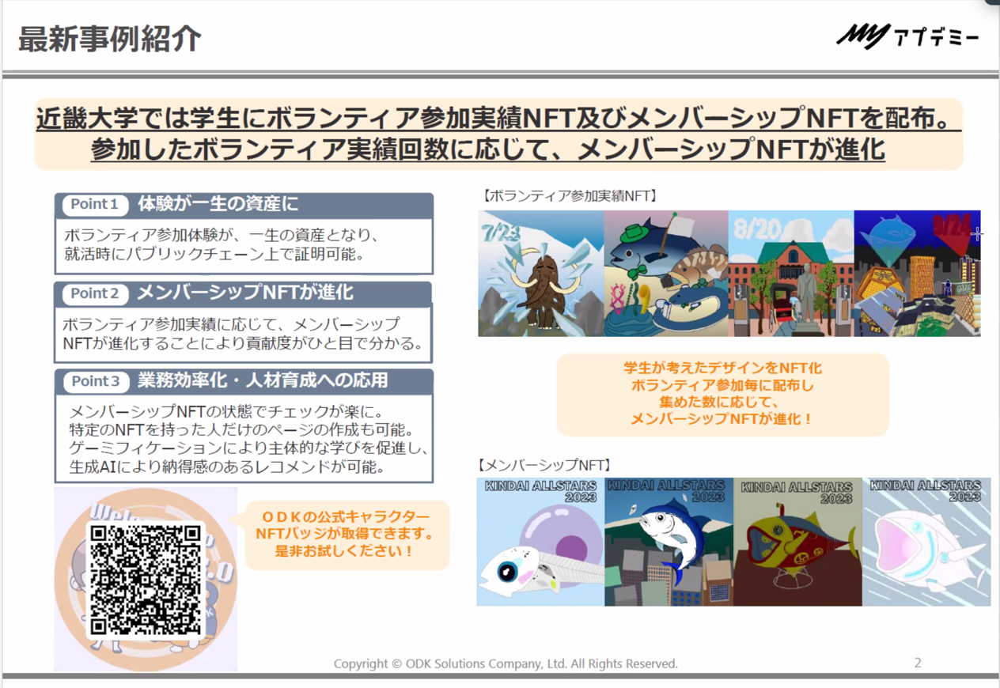 最新事例紹介
MYアプデミー
近畿大学では学生にボランティア参加実績NFT及びメンバーシップNFTを配布。
参加したボランティア実績回数に応じて、メンバーシップNFTが進化
Point1 体験が一生の資産に
ボランティア参加体験が、一生の資産となり、
就活時にパブリックチェーン上で証明可能。
Point2 メンバーシップNFTが進化
ボランティア参加実績に応じて、メンバーシップ
NFTが進化することにより貢献度がひと目で分かる。
Point3 業務効率化・人材育成への応用
メンバーシップNFTの状態でチェックが楽に。
特定のNFTを持った人だけのページの作成も可能。
ゲーミフィケーションにより主体的な学びを促進し、
生成AIにより納得感のあるレコメンドが可能。
ODKの公式キャラクター
NFTバッジが取得できます。
是非お試しください！
【ボランティア参加実績NFT】
7/23
8/20
9/24
学生が考えたデザインをNFT化
ボランティア参加毎に配布し
集めた数に応じて、
メンバーシップNFTが進化！
【メンバーシップNFT】
KINDAI ALLSTARS
2023
KINDAI ALLSTARS
2023
KINDAI ALLSTARS
2023
KINDAI ALLSTARS
2023
Copyright © ODK Solutions Company, Ltd. All Rights Reserved.
2